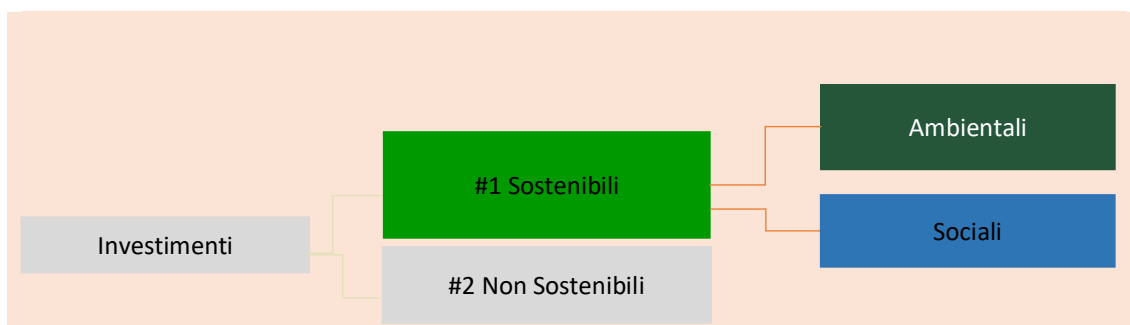 Investimenti
#1 Sostenibili
#2 Non Sostenibili
Ambientali
Sociali